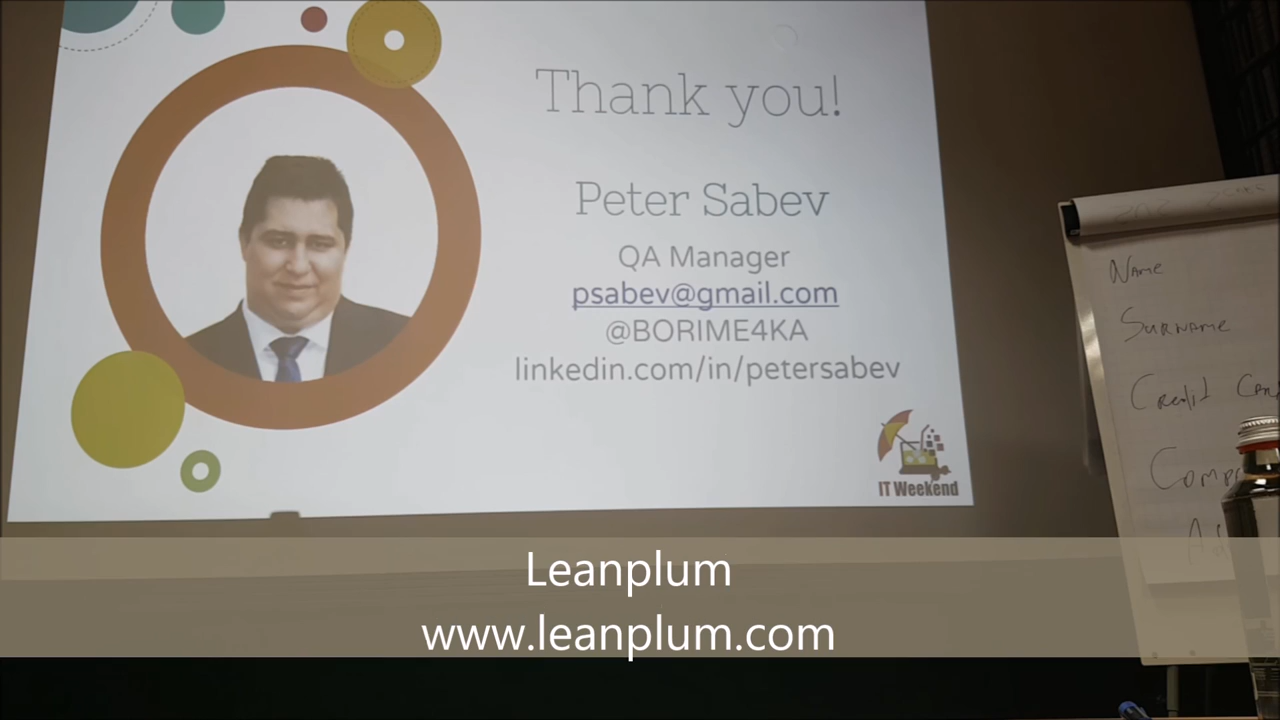 Thank you!
Peter Sabev
QA Manager
psabev@gmail.com
@BORIME4KA
linkedin.com/in/petersabev
IT Weekend
Name
Surname
Credit
Leanplum
www.leanplum.com